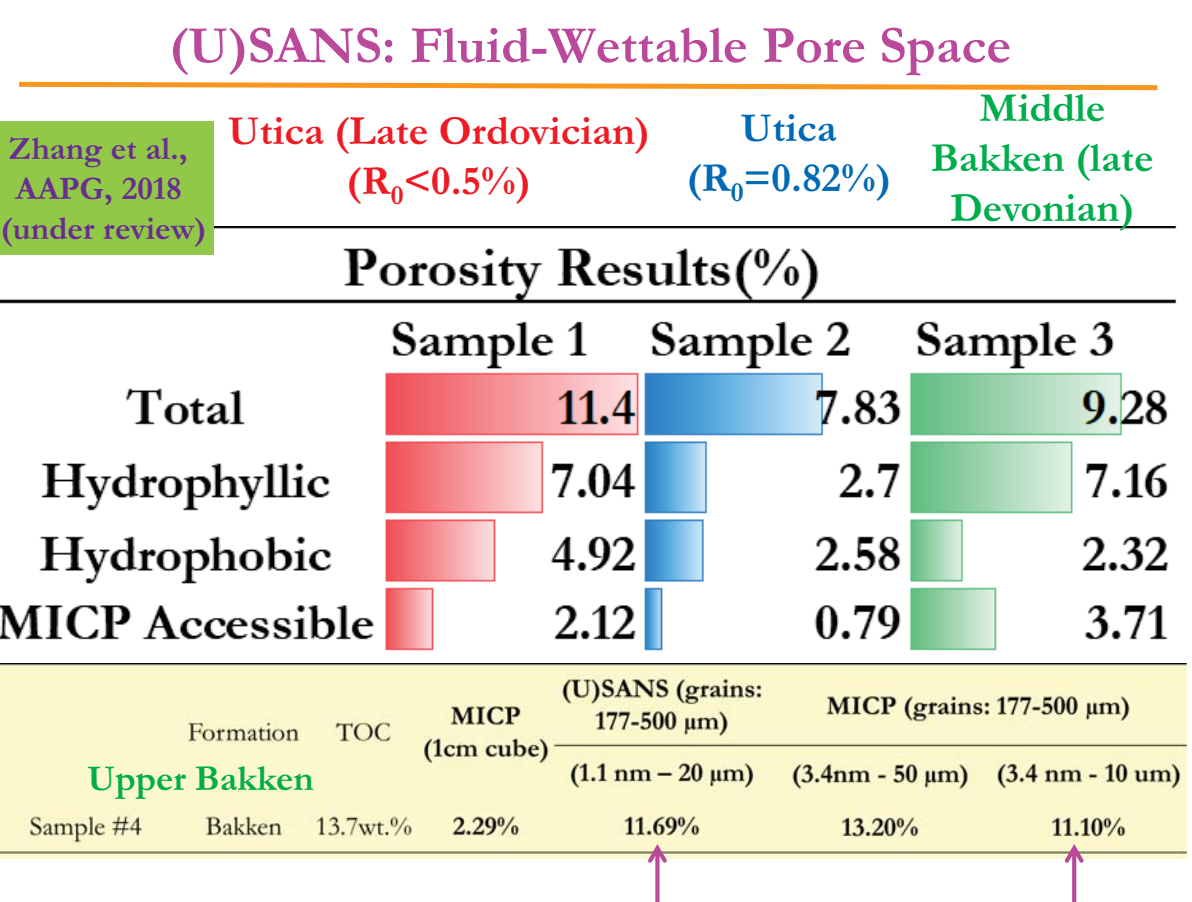 (U)SANS: Fluid-Wettable Pore Space
Zhang et al.,
AAPG, 2018
(under review)
Utica (Late Ordovician)
(R0<0.5%)
Utica
(R0=0.82%)
Middle
Bakken (late
Devonian)
Porosity Results(%)
Sample 1 Sample 2 Sample 3
Total 11.4 7.83 9.28
Hydrophyllic 7.04 2.7 7.16
Hydrophobic 4.92 2.58 2.32
MICP Accessible 2.12 0.79 3.71
Formation TOC
MICP
(1cm cube)
(U)SANS (grains:
177-500 µm)
MICP (grains: 177-500 µm)
Upper Bakken
(1.1 nm – 20 µm) (3.4nm - 50 µm) (3.4 nm - 10 um)
Sample #4 Bakken 13.7wt.% 2.29% 11.69% 13.20% 11.10%